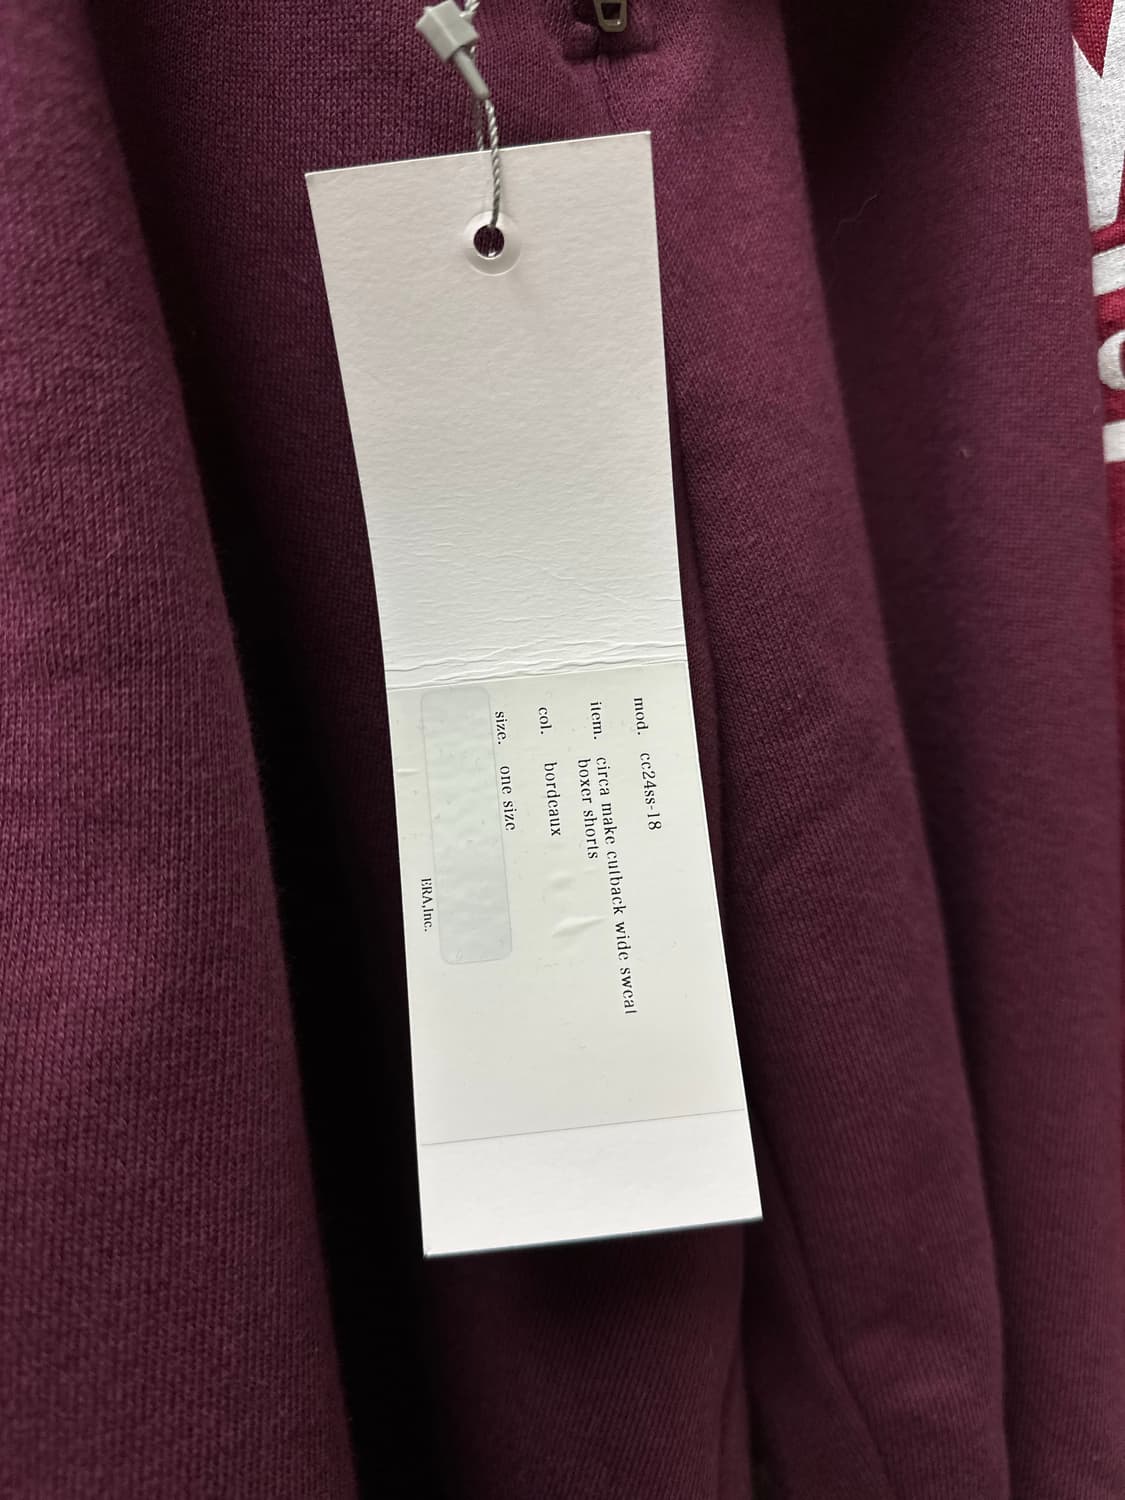 mod. cc24ss-18
item. circa make cutback wide sweat
boxer shorts
col. bordeaux
size. one size
ERA,Inc.